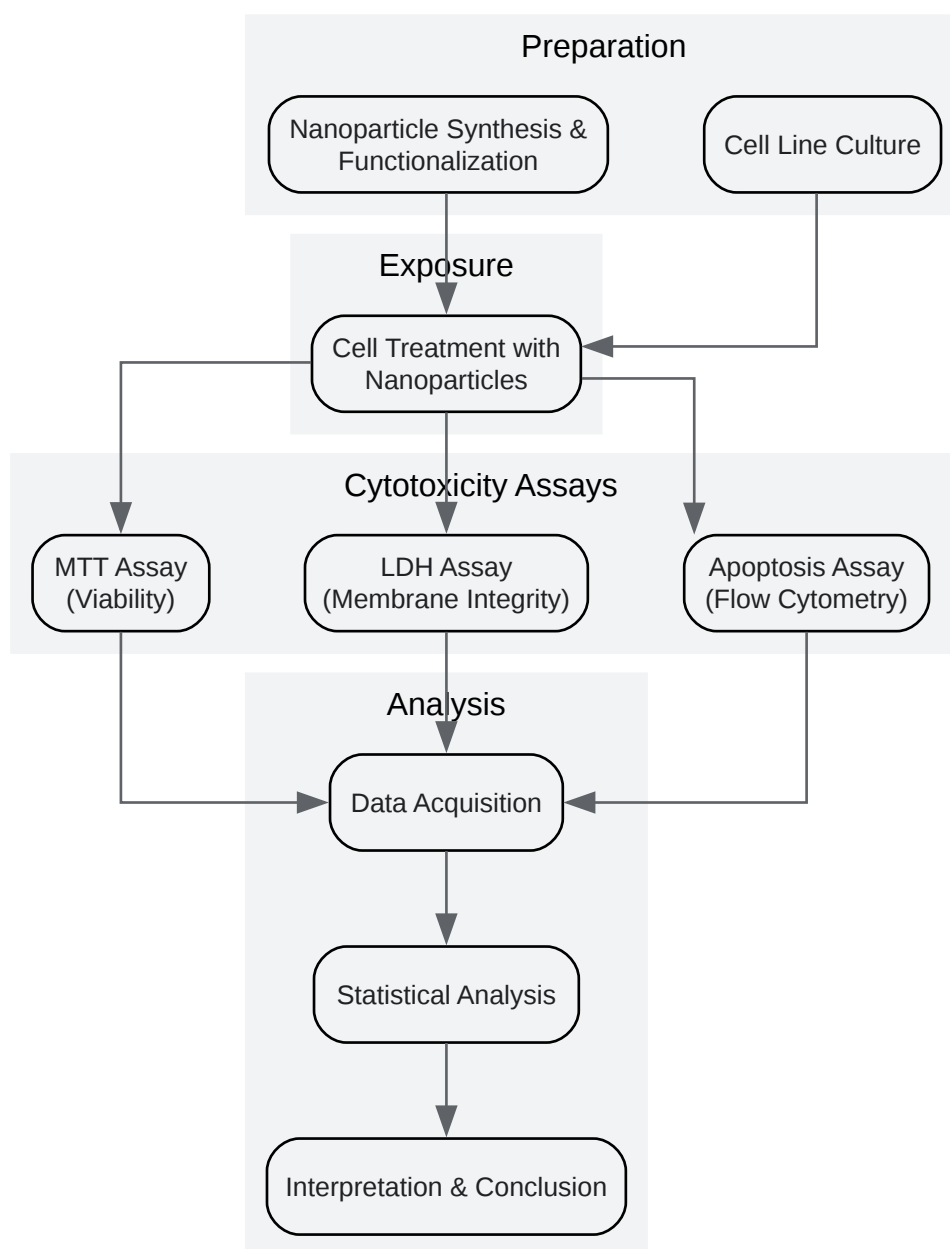 Preparation
Nanoparticle Synthesis &
Functionalization
Cell Line Culture
Exposure
Cell Treatment with
Nanoparticles
Cytotoxicity Assays
MTT Assay
(Viability)
LDH Assay
(Membrane Integrity)
Apoptosis Assay
(Flow Cytometry)
Analysis
Data Acquisition
Statistical Analysis
Interpretation & Conclusion